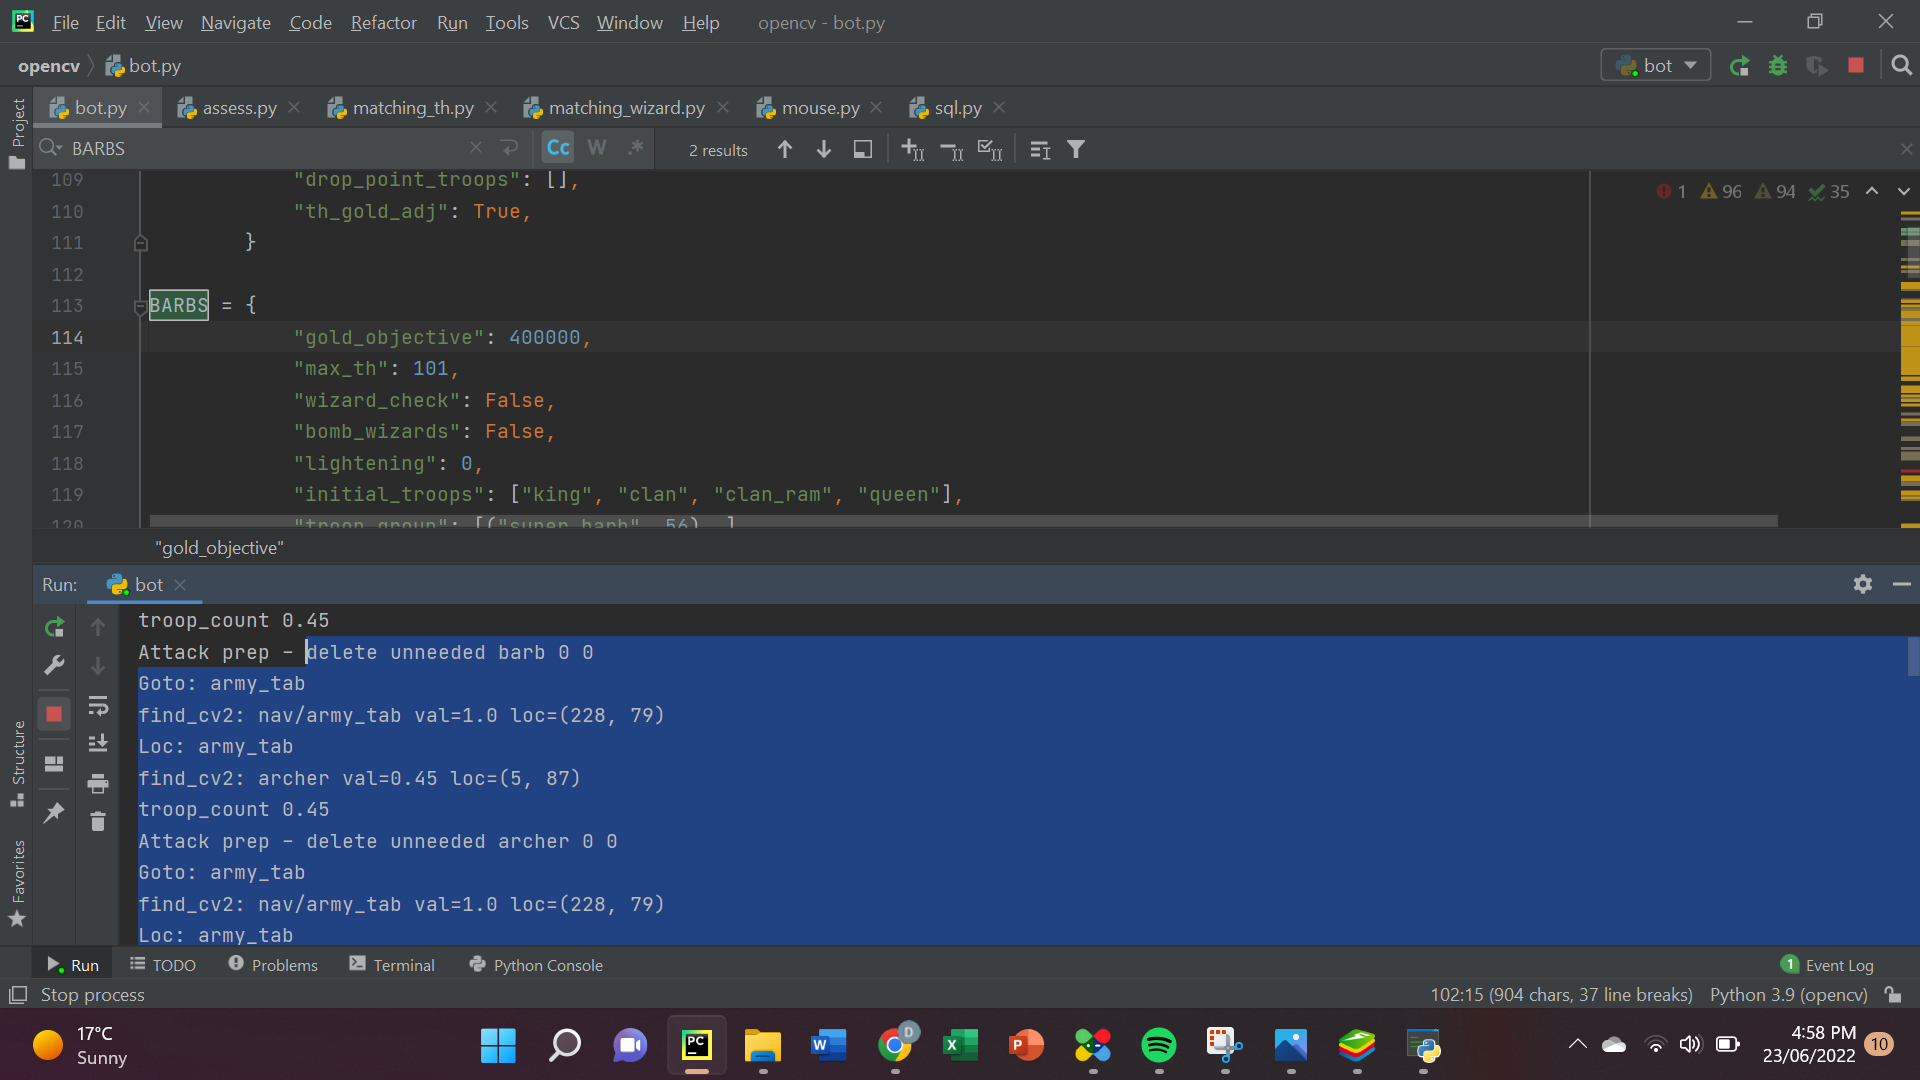 File Edit View Navigate Code Refactor Run Tools VCS Window Help opencv - bot.py
opencv bot.py bot
bot.py assess.py matching_th.py matching_wizard.py mouse.py sql.py
BARBS Cc W .* 2 results
Project
109 "drop_point_troops": [],
1 96 94 35
110 "th_gold_adj": True,
111 }
112
113 BARBS = {
114 "gold_objective": 400000,
115 "max_th": 101,
116 "wizard_check": False,
117 "bomb_wizards": False,
118 "lightening": 0,
119 "initial_troops": ["king", "clan", "clan_ram", "queen"],
120 "troop_group": [("super_barb", 56), ]
"gold_objective"
Run: bot
troop_count 0.45
Attack prep - delete unneeded barb 0 0
Goto: army_tab
find_cv2: nav/army_tab val=1.0 loc=(228, 79)
Loc: army_tab
find_cv2: archer val=0.45 loc=(5, 87)
troop_count 0.45
Attack prep - delete unneeded archer 0 0
Goto: army_tab
find_cv2: nav/army_tab val=1.0 loc=(228, 79)
Loc: army_tab
Structure
Favorites
Run TODO Problems Terminal Python Console 1 Event Log
Stop process 102:15 (904 chars, 37 line breaks) Python 3.9 (opencv)
17°C
Sunny
PC W D X P PC
4:58 PM
23/06/2022
10